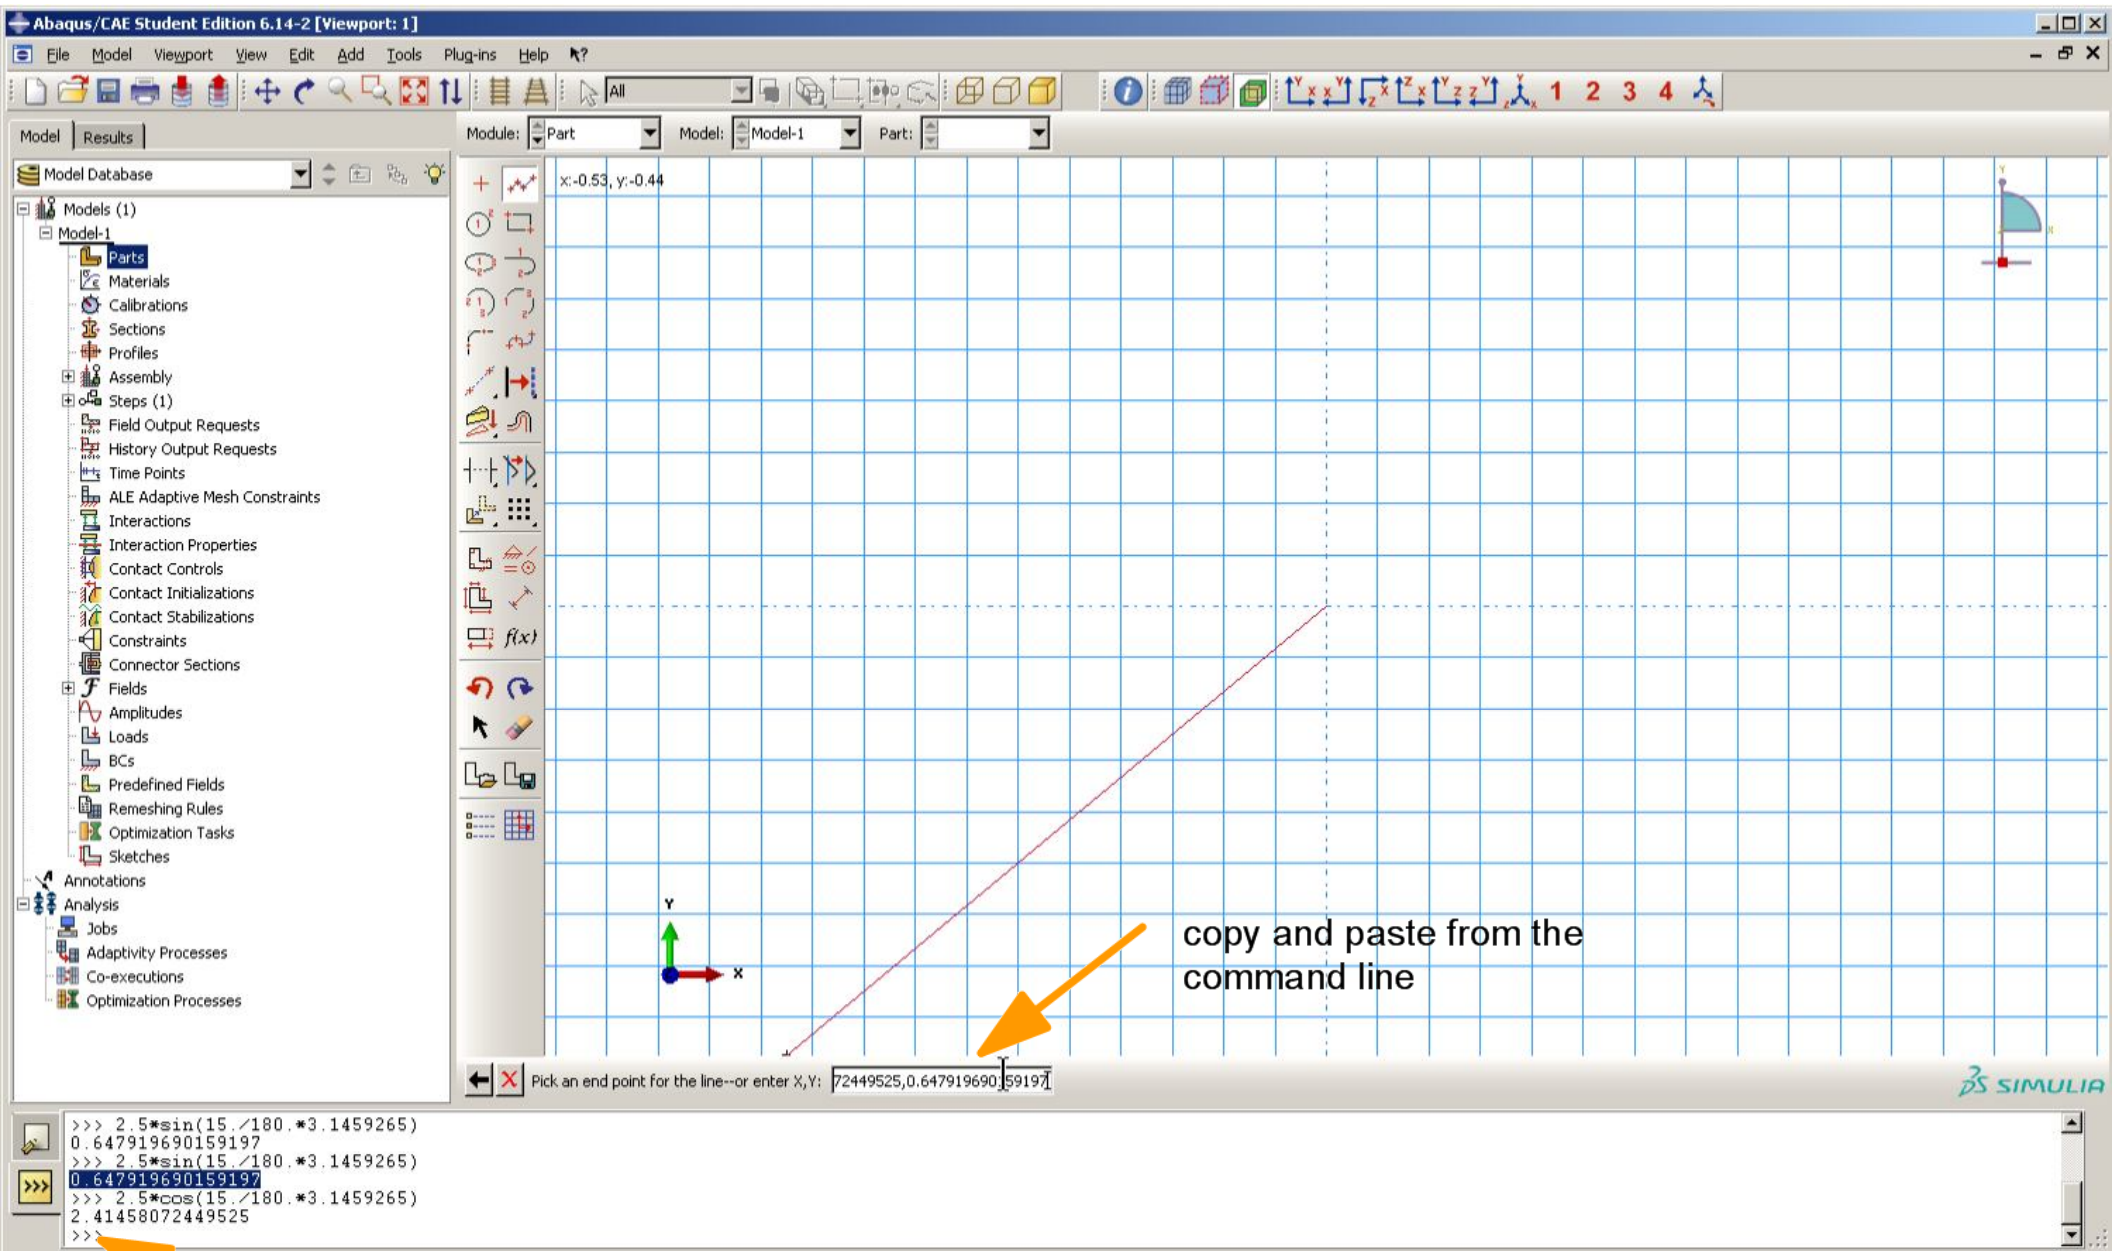 Abaqus/CAE Student Edition 6.14-2 [Viewport: 1]
File Model Viewport View Edit Add Tools Plug-ins Help
All
1 2 3 4
Model Results
Module: Part Model: Model-1 Part:
Model Database
x:-0.53, y:-0.44
Models (1)
Model-1
Parts
Materials
Calibrations
Sections
Profiles
Assembly
Steps (1)
Field Output Requests
History Output Requests
Time Points
ALE Adaptive Mesh Constraints
Interactions
Interaction Properties
Contact Controls
Contact Initializations
Contact Stabilizations
Constraints
Connector Sections
Fields
Amplitudes
Loads
BCs
Predefined Fields
Remeshing Rules
Optimization Tasks
Sketches
Annotations
Analysis
Jobs
Adaptivity Processes
Co-executions
Optimization Processes
f(x)
Y
X
copy and paste from the
command line
Pick an end point for the line--or enter X,Y: 72449525,0.647919690159197
SIMULIA
>>> 2.5*sin(15./180.*3.1459265)
0.647919690159197
>>> 2.5*sin(15./180.*3.1459265)
0.647919690159197
>>> 2.5*cos(15./180.*3.1459265)
2.41458072449525
>>>